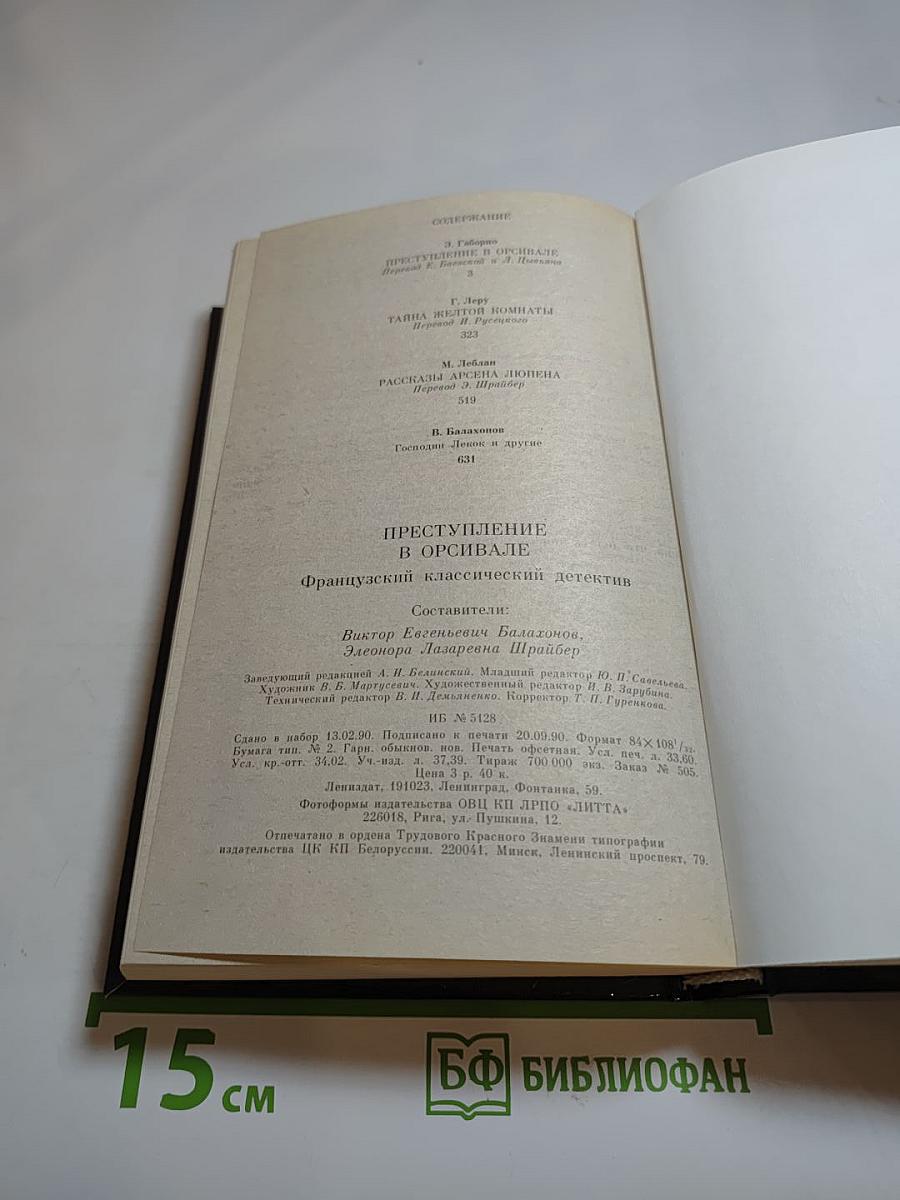 СОДЕРЖАНИЕ
Э. Габорио
ПРЕСТУПЛЕНИЕ В ОРСИВАЛЕ
Перевод Е. Баевской и Л. Цывьяна
3
Г. Леру
ТАЙНА ЖЕЛТОЙ КОМНАТЫ
Перевод И. Русецкого
323
М. Леблан
РАССКАЗЫ АРСЕНА ЛЮПЕНА
Перевод Э. Шрайбер
519
В. Балахонов
Господин Лекок и другие
631
ПРЕСТУПЛЕНИЕ
В ОРСИВАЛЕ
Французский классический детектив
Составители:
Виктор Евгеньевич Балахонов,
Элеонора Лазаревна Шрайбер
Заведующий редакцией А. И. Белинский. Младший редактор Ю. П. Савельева.
Художник В. Б. Мартусевич. Художественный редактор И. В. Зарубина.
Технический редактор В. И. Демьяненко. Корректор Т. П. Гуренкова.
ИБ № 5128
Сдано в набор 13.02.90. Подписано к печати 20.09.90. Формат 84×108¹/₃₂.
Бумага тип. № 2. Гарн. обыкнов. нов. Печать офсетная. Усл. печ. л. 33,60.
Усл. кр.-отт. 34,02. Уч.-изд. л. 37,39. Тираж 700 000 экз. Заказ № 505.
Цена 3 р. 40 к.
Лениздат, 191023, Ленинград, Фонтанка, 59.
Фотоформы издательства ОВЦ КП ЛРПО «ЛИТТА»
226018, Рига, ул. Пушкина, 12.
Отпечатано в ордена Трудового Красного Знамени типографии
издательства ЦК КП Белоруссии. 220041, Минск, Ленинский проспект, 79.
15 см
БФ БИБЛИОФАН